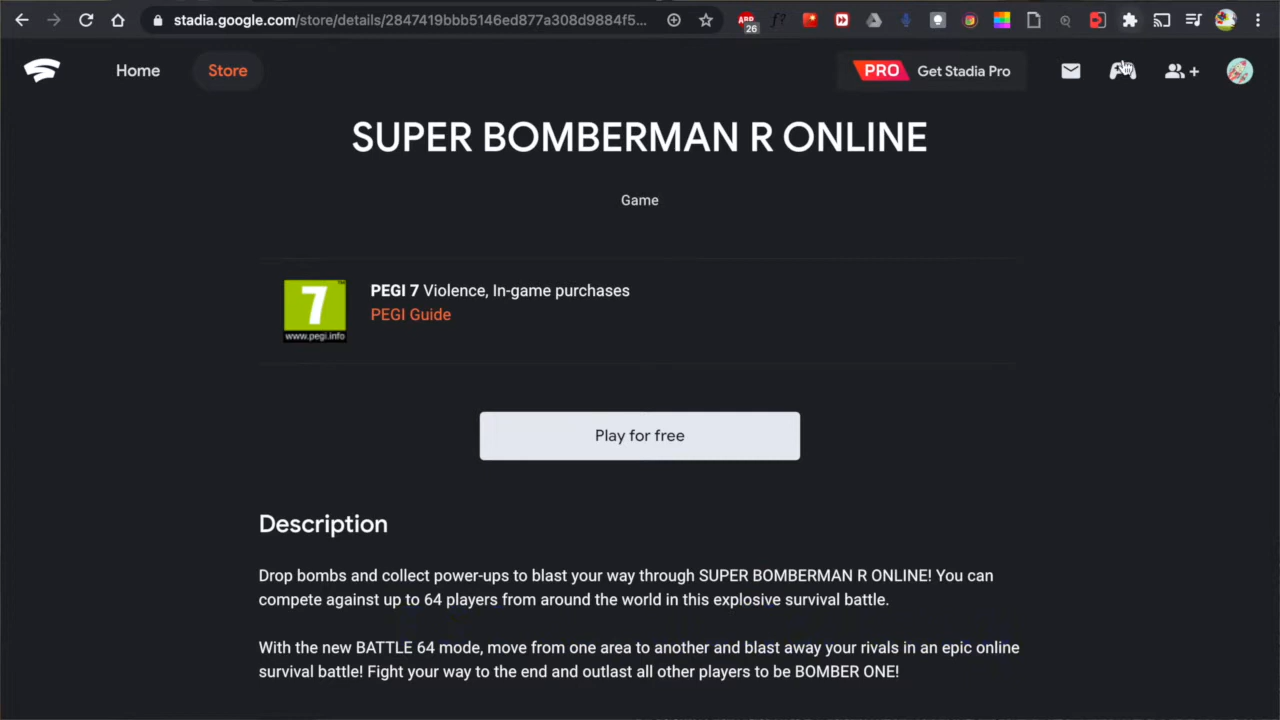 stadia.google.com/store/details/2847419bbb5146ed877a308d9884f5...
ABP
26
f?
Home
Store
PRO Get Stadia Pro
SUPER BOMBERMAN R ONLINE
Game
7
www.pegi.info
PEGI 7 Violence, In-game purchases
PEGI Guide
Play for free
Description
Drop bombs and collect power-ups to blast your way through SUPER BOMBERMAN R ONLINE! You can
compete against up to 64 players from around the world in this explosive survival battle.
With the new BATTLE 64 mode, move from one area to another and blast away your rivals in an epic online
survival battle! Fight your way to the end and outlast all other players to be BOMBER ONE!